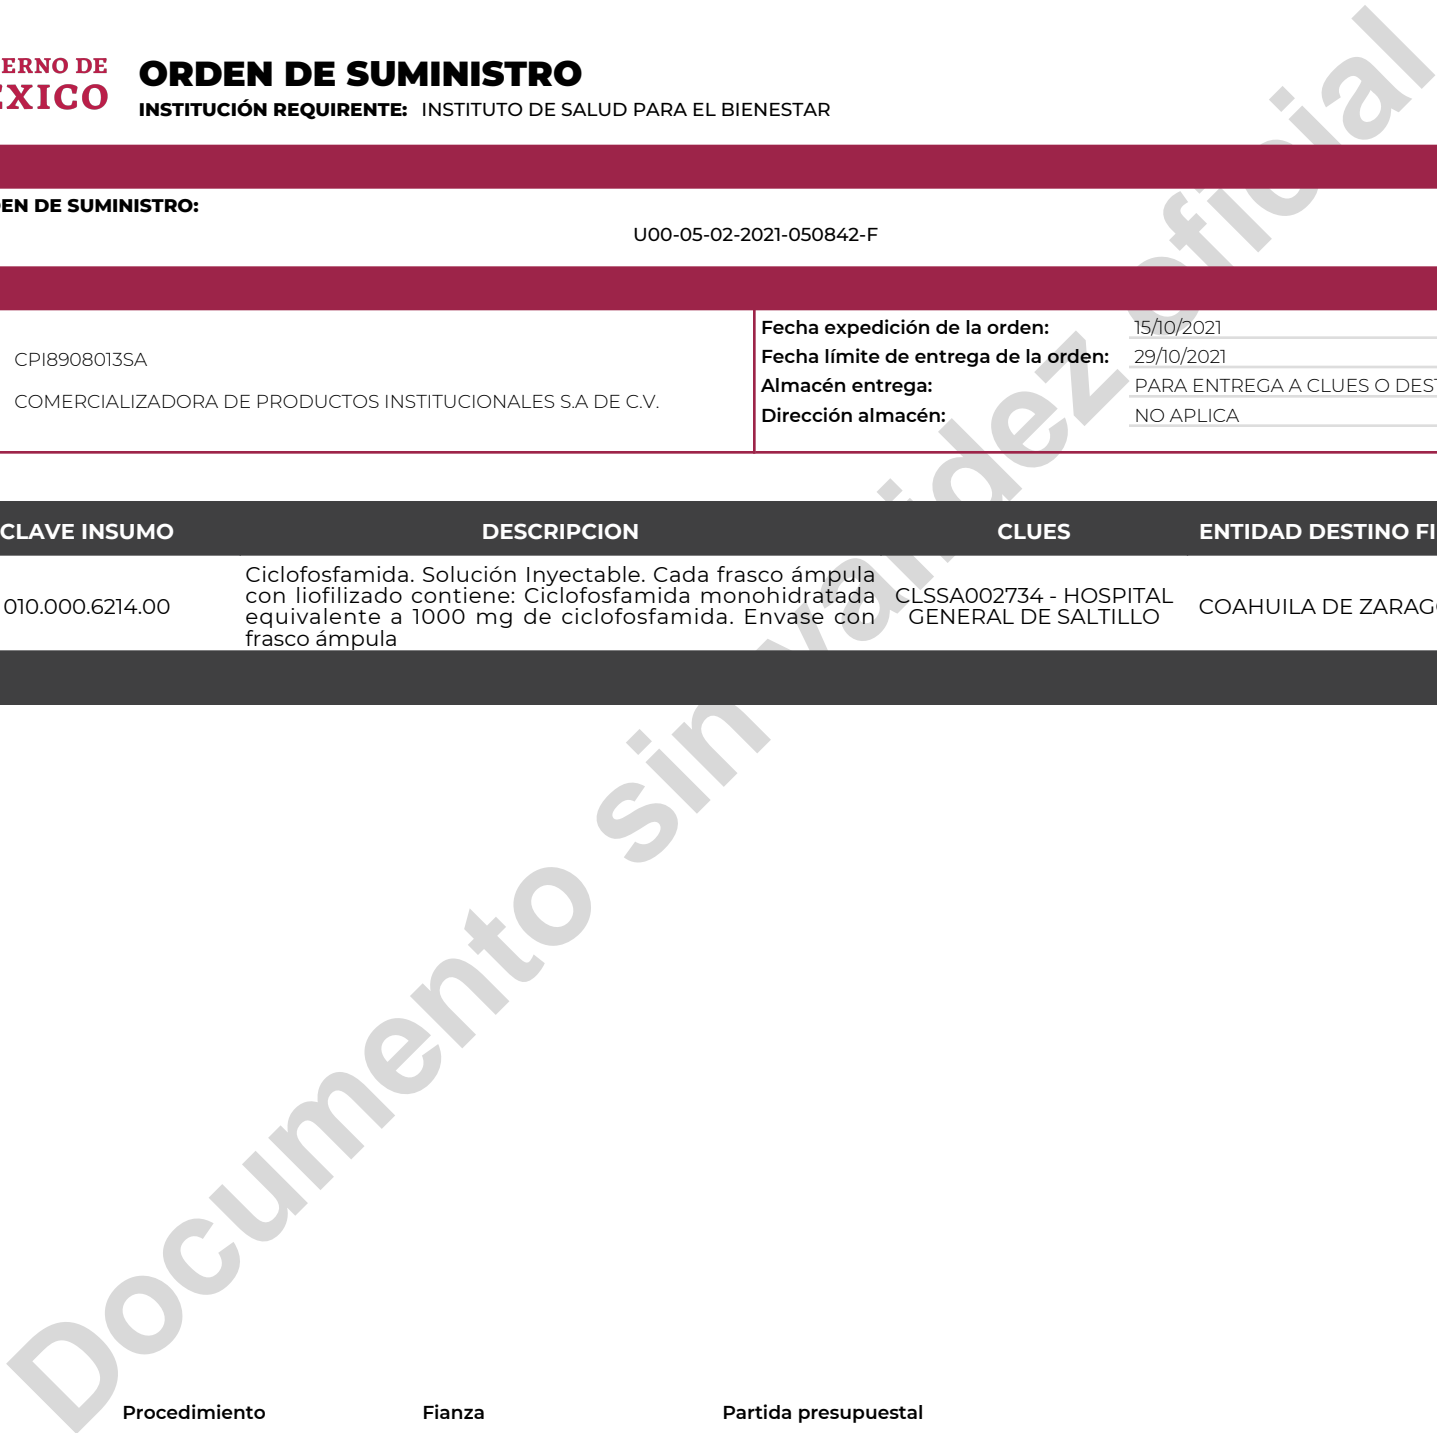 ERNO DE
EXICO
ORDEN DE SUMINISTRO
INSTITUCIÓN REQUIRENTE: INSTITUTO DE SALUD PARA EL BIENESTAR
EN DE SUMINISTRO:
U00-05-02-2021-050842-F
CPI8908013SA
COMERCIALIZADORA DE PRODUCTOS INSTITUCIONALES S.A DE C.V.
Fecha expedición de la orden: 15/10/2021
Fecha límite de entrega de la orden: 29/10/2021
Almacén entrega: PARA ENTREGA A CLUES O DEST
Dirección almacén: NO APLICA
CLAVE INSUMO DESCRIPCION CLUES ENTIDAD DESTINO FI
010.000.6214.00
Ciclofosfamida. Solución Inyectable. Cada frasco ámpula
con liofilizado contiene: Ciclofosfamida monohidratada
equivalente a 1000 mg de ciclofosfamida. Envase con
frasco ámpula
CLSSA002734 - HOSPITAL
GENERAL DE SALTILLO
COAHUILA DE ZARAG
Documento sin validez oficial
Procedimiento Fianza Partida presupuestal